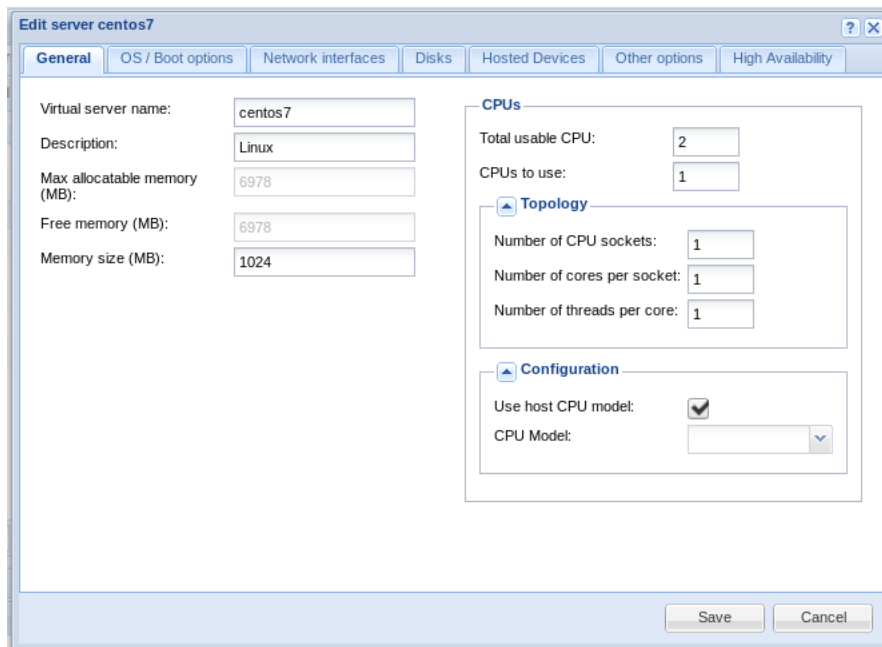 Edit server centos7
?
General
OS / Boot options
Network interfaces
Disks
Hosted Devices
Other options
High Availability
Virtual server name:
centos7
Description:
Linux
Max allocatable memory
(MB):
6978
Free memory (MB):
6978
Memory size (MB):
1024
CPUs
Total usable CPU:
2
CPUs to use:
1
Topology
Number of CPU sockets:
1
Number of cores per socket:
1
Number of threads per core:
1
Configuration
Use host CPU model:
CPU Model:
Save
Cancel